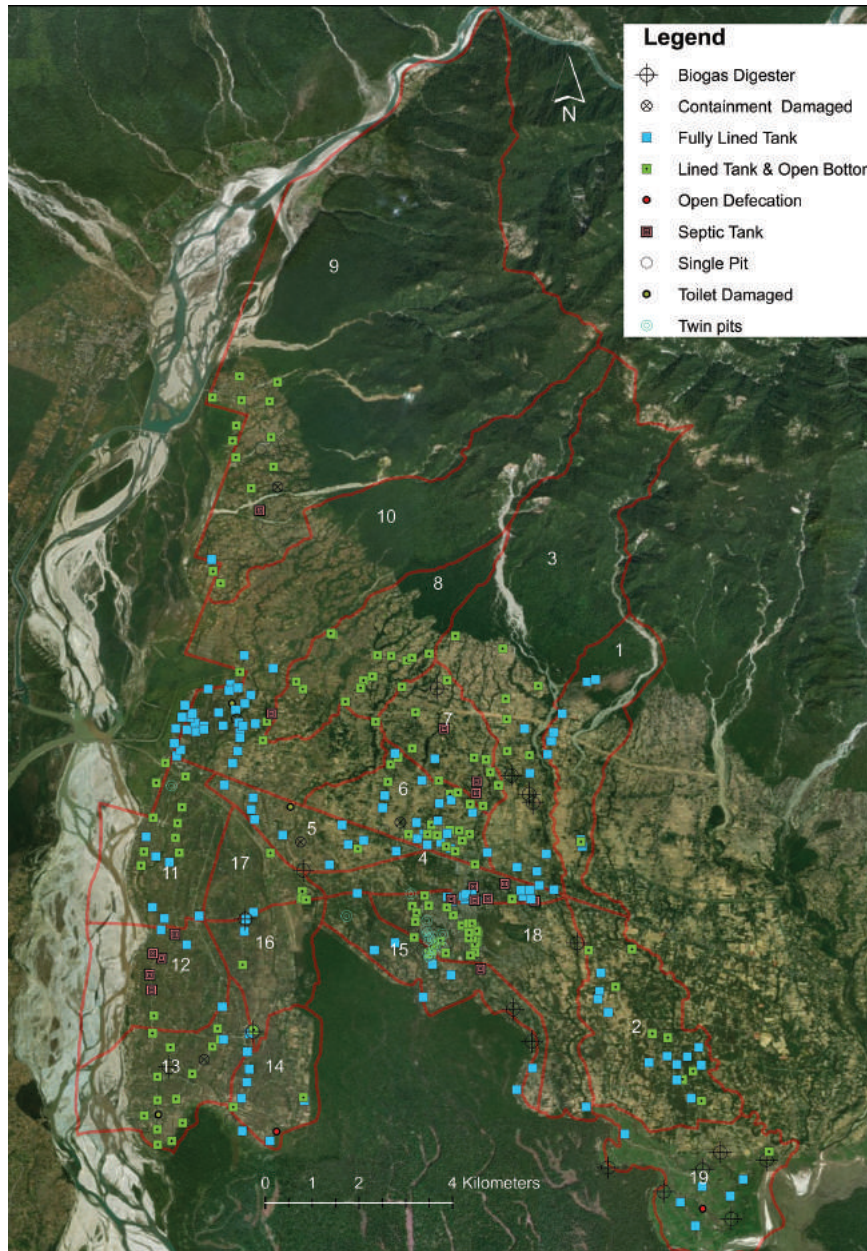 Legend
Biogas Digester
Containment Damaged
Fully Lined Tank
Lined Tank & Open Bottom
Open Defecation
Septic Tank
Single Pit
Toilet Damaged
Twin pits
N
9
10
3
8
1
7
6
5
4
17
11
18
16
15
12
2
13
14
19
0 1 2 4 Kilometers